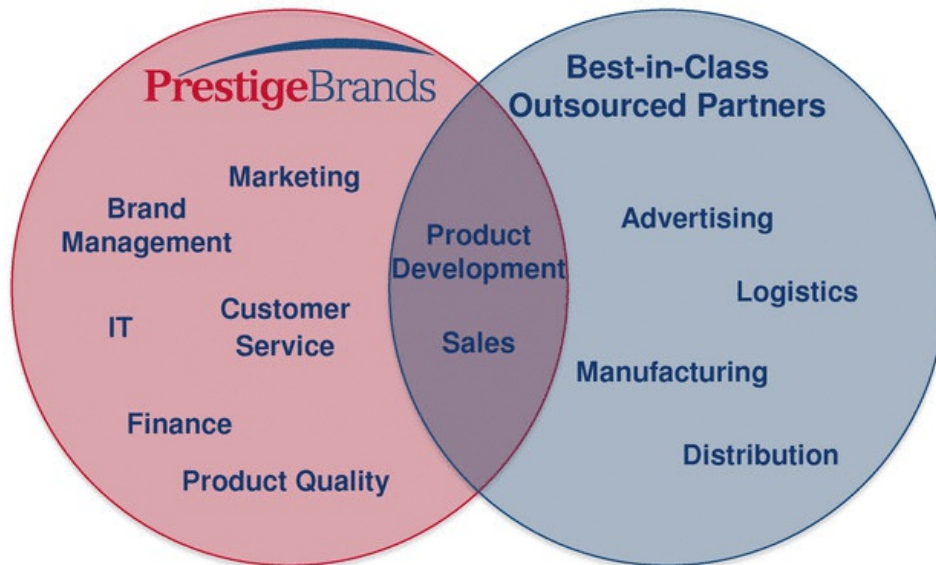 PrestigeBrands
Marketing
Brand
Management
IT
Customer
Service
Finance
Product Quality
Product
Development
Sales
Best-in-Class
Outsourced Partners
Advertising
Logistics
Manufacturing
Distribution